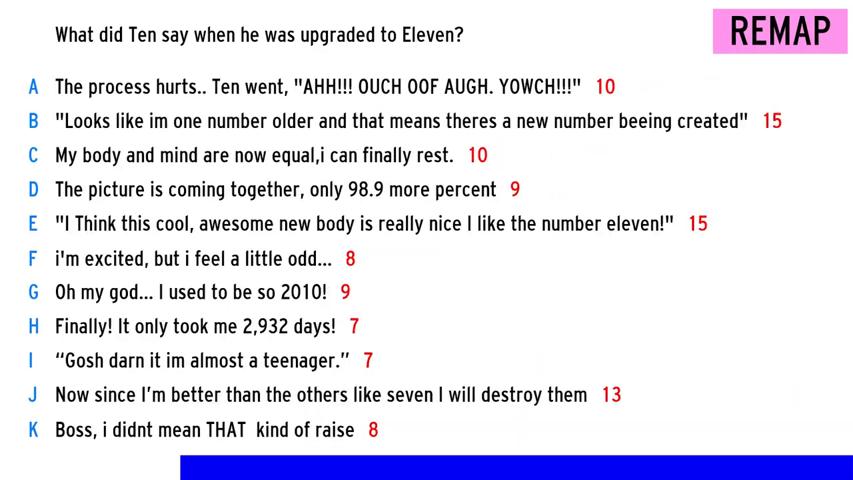 What did Ten say when he was upgraded to Eleven?
REMAP
A The process hurts.. Ten went, "AHH!!! OUCH OOF AUGH. YOWCH!!!" 10
B "Looks like im one number older and that means theres a new number beeing created" 15
C My body and mind are now equal,i can finally rest. 10
D The picture is coming together, only 98.9 more percent 9
E "I Think this cool, awesome new body is really nice I like the number eleven!" 15
F i'm excited, but i feel a little odd... 8
G Oh my god... I used to be so 2010! 9
H Finally! It only took me 2,932 days! 7
I “Gosh darn it im almost a teenager.” 7
J Now since I’m better than the others like seven I will destroy them 13
K Boss, i didnt mean THAT kind of raise 8